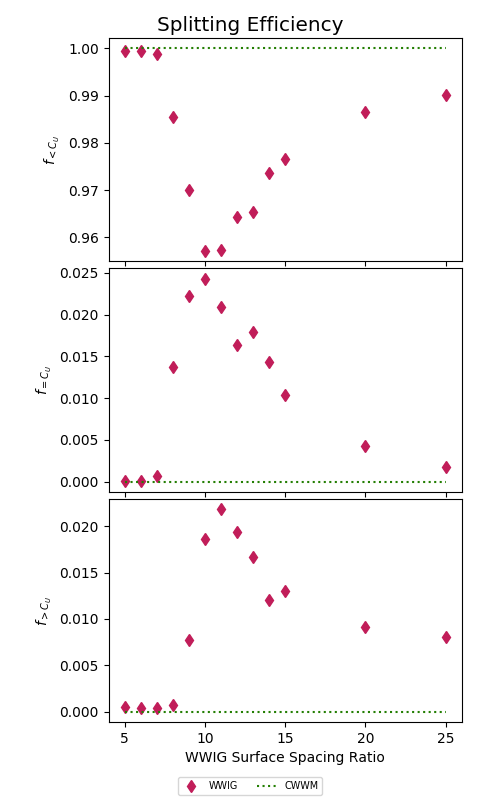 Splitting Efficiency
1.00
0.99
0.98
0.97
0.96
f<C_U
0.025
0.020
0.015
0.010
0.005
0.000
f=C_U
0.020
0.015
0.010
0.005
0.000
f>C_U
5 10 15 20 25
WWIG Surface Spacing Ratio
WWIG CWWM